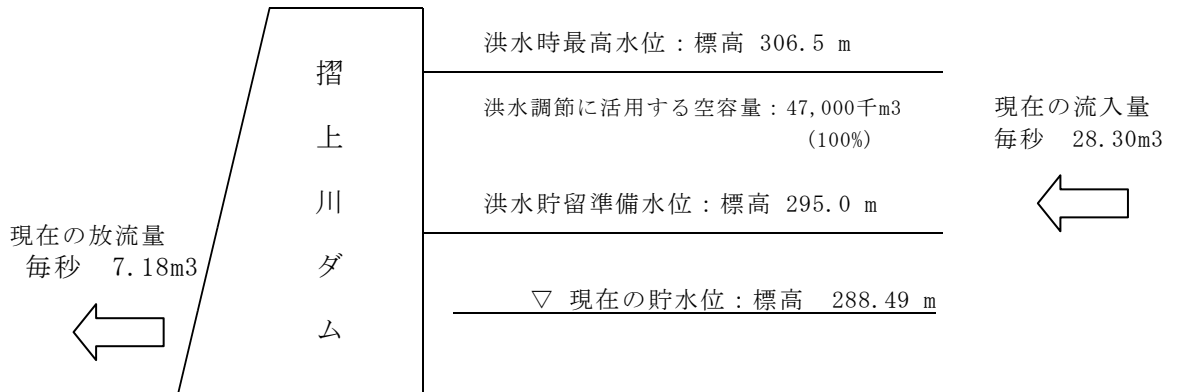 洪水時最高水位：標高 306.5 m
洪水調節に活用する空容量：47,000千m3
(100%)
洪水貯留準備水位：標高 295.0 m
▽ 現在の貯水位：標高 288.49 m
摺
上
川
ダ
ム
現在の流入量
毎秒 28.30m3
現在の放流量
毎秒 7.18m3